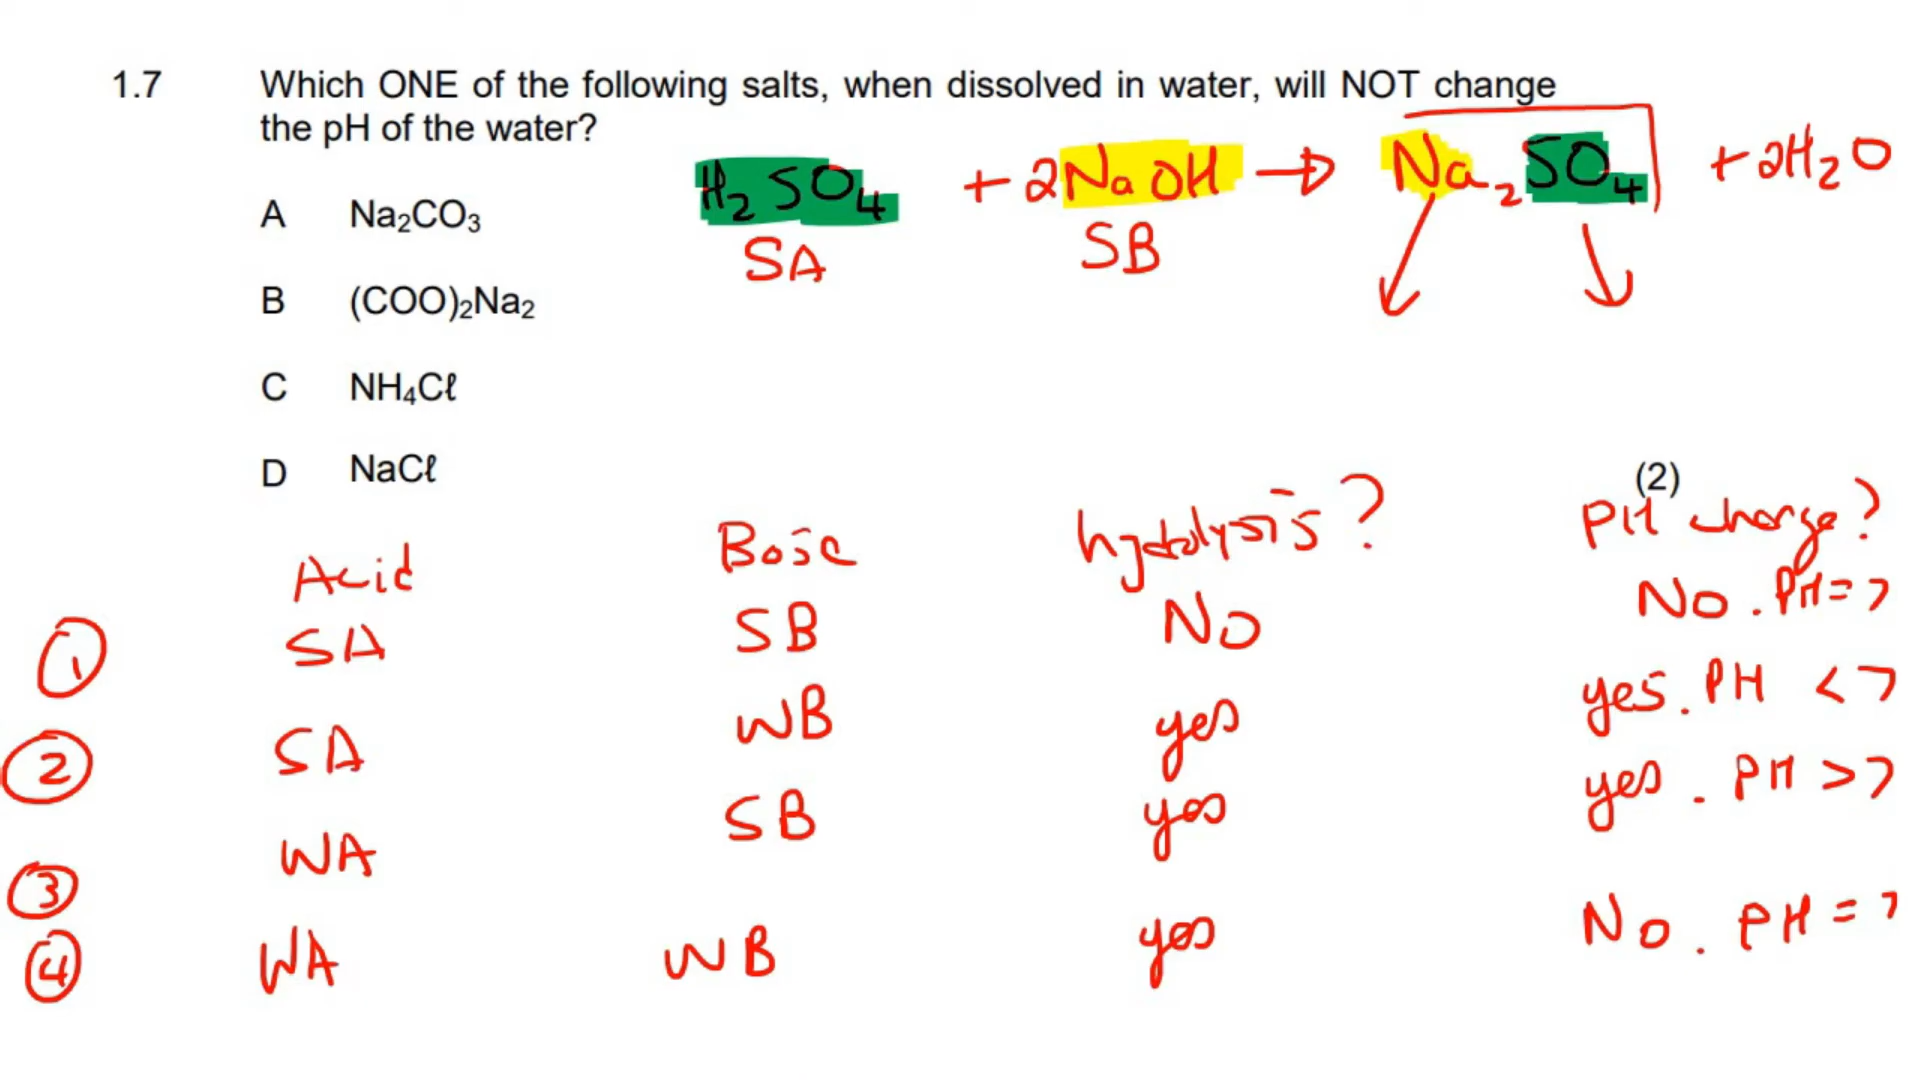 1.7 Which ONE of the following salts, when dissolved in water, will NOT change
the pH of the water?
H₂SO₄ + 2NaOH → Na₂SO₄ + 2H₂O
SA SB
A Na₂CO₃
B (COO)₂Na₂
C NH₄Cℓ
D NaCℓ
(2)
Acid Base hydolysis? PH change?
① SA SB No No. PH=7
② SA WB yes yes. PH <7
③ WA SB yes yes. PH >7
④ WA WB yes No. PH=7